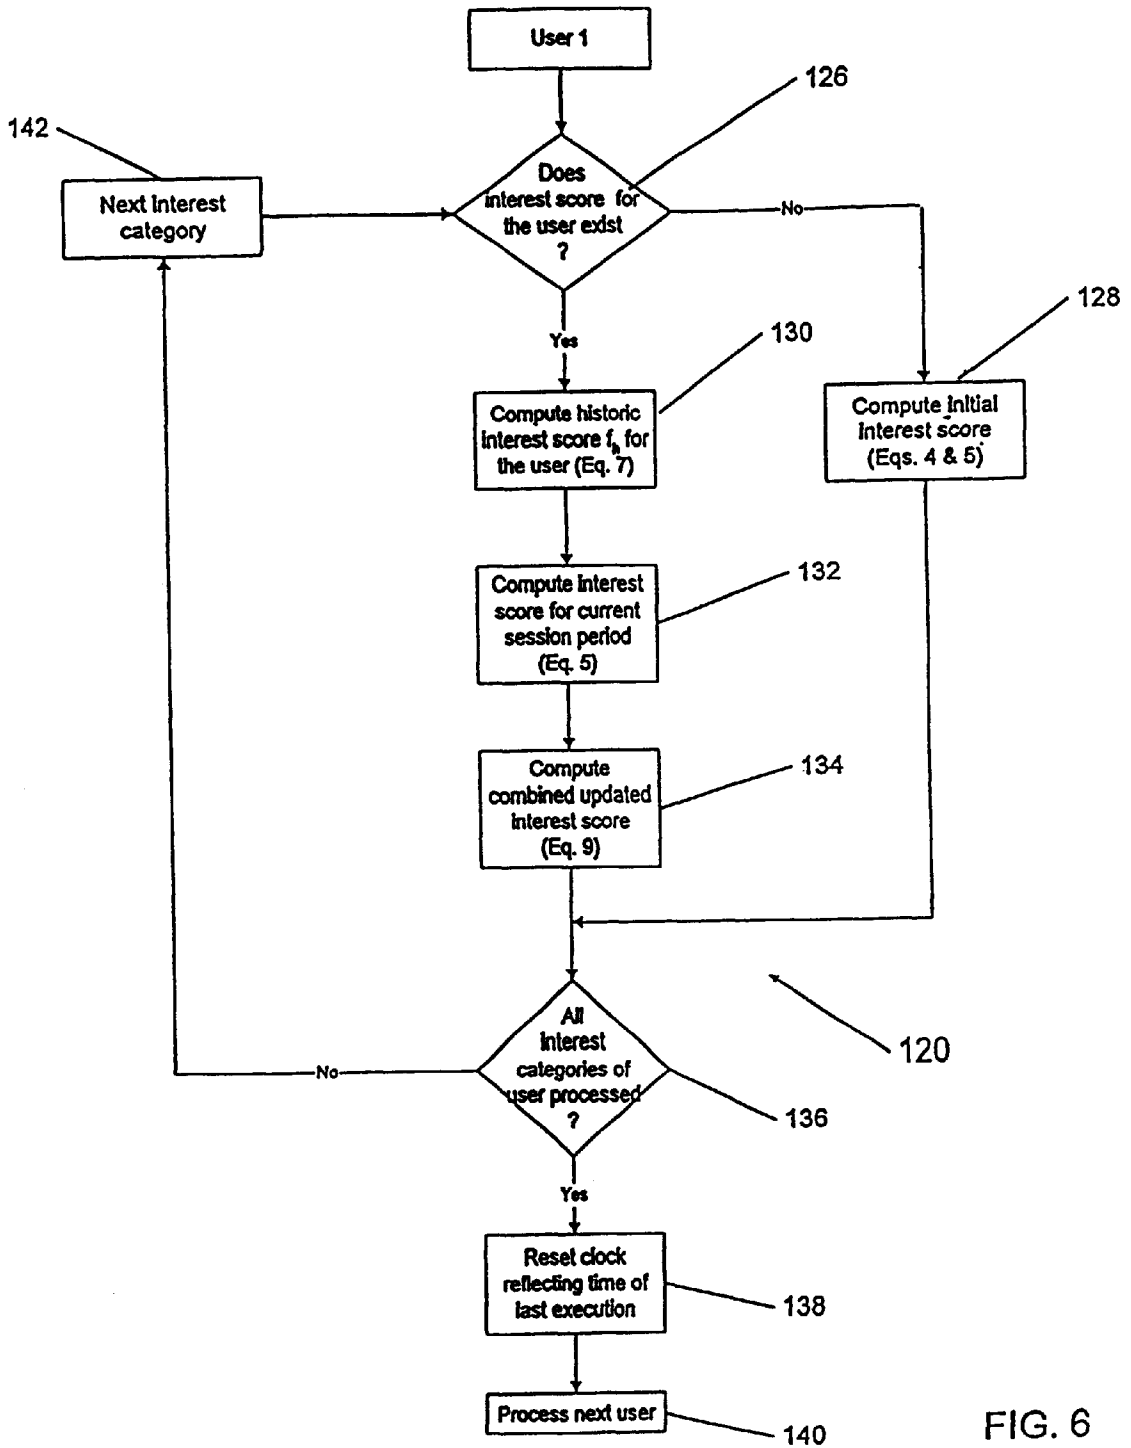 User 1
126
142
Does
interest score for
the user exist
?
Next interest
category
No
128
Yes
130
Compute historic
interest score fh for
the user (Eq. 7)
Compute initial
interest score
(Eqs. 4 & 5)
132
Compute interest
score for current
session period
(Eq. 5)
134
Compute
combined updated
interest score
(Eq. 9)
All
interest
categories of
user processed
?
120
No
136
Yes
Reset clock
reflecting time of
last execution
138
Process next user
140
FIG. 6